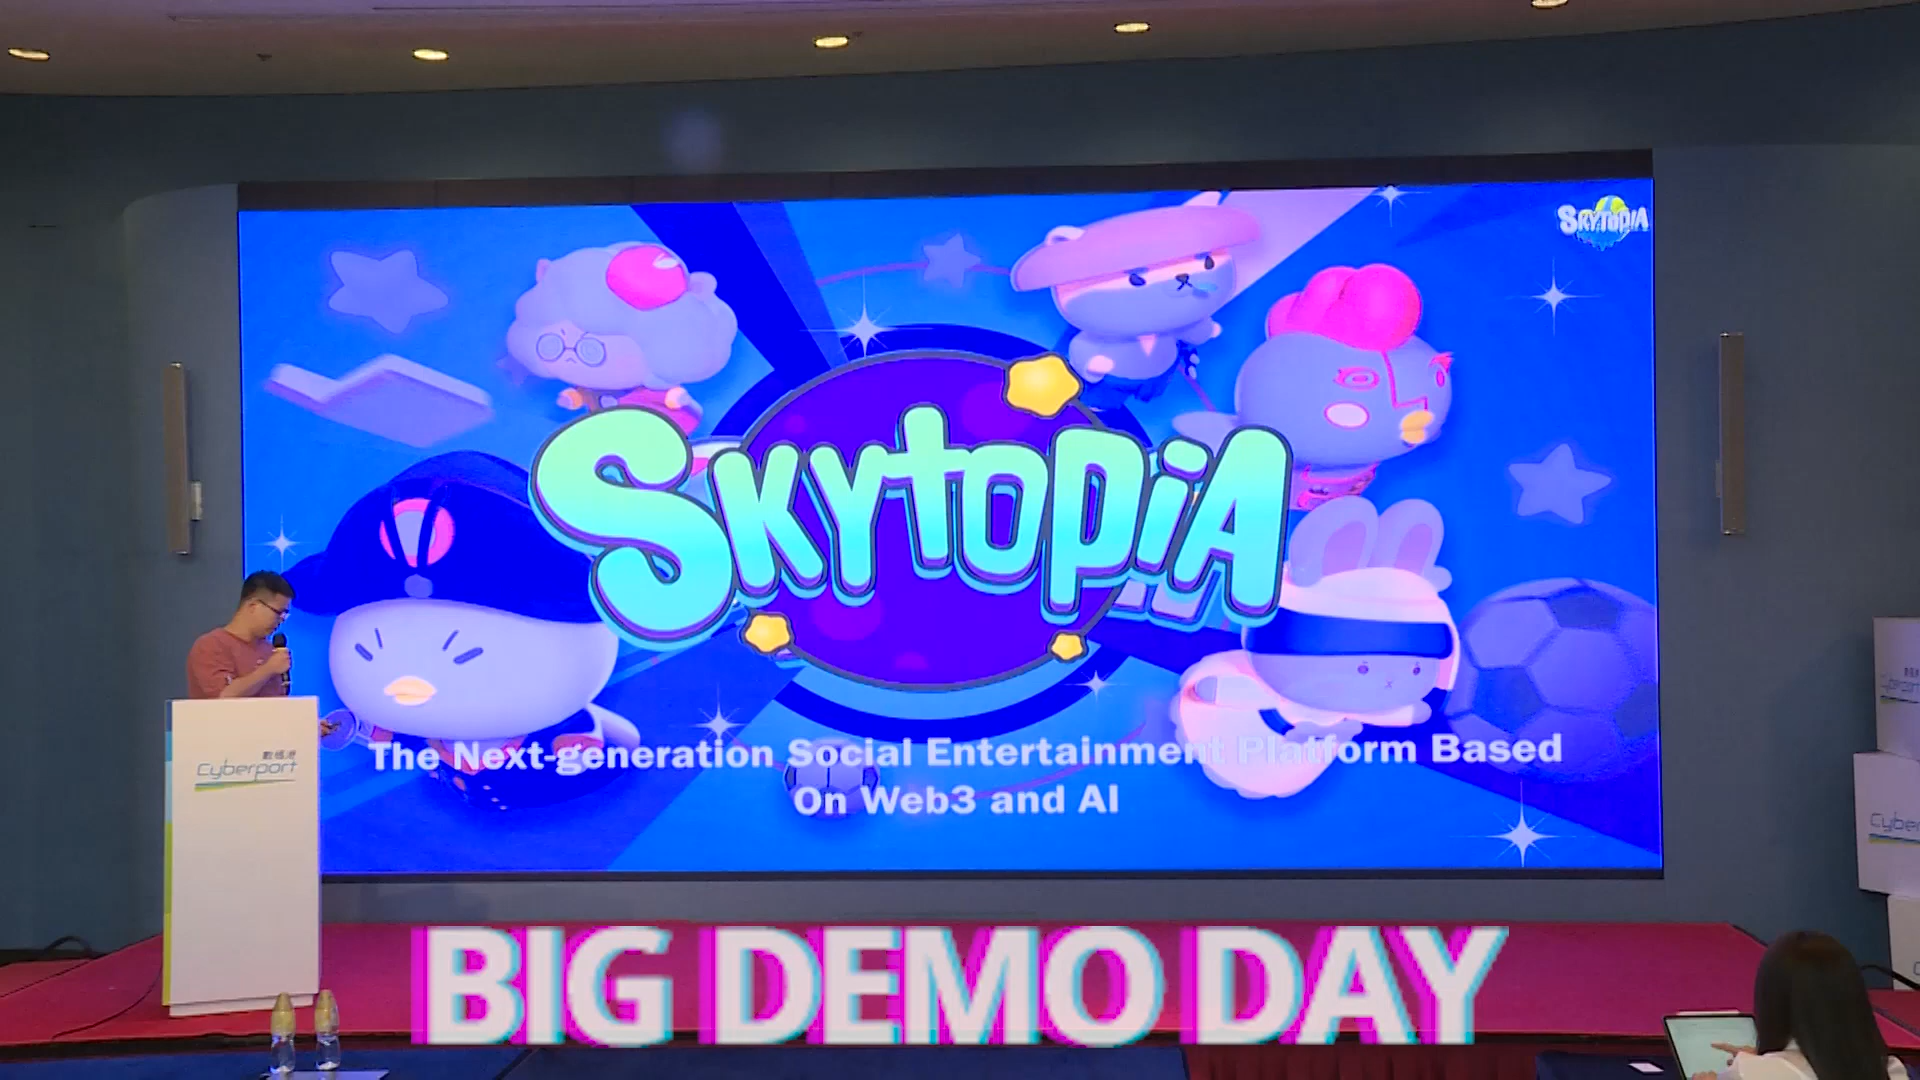 SKYTOPIA
SKYTOPIA
The Next-generation Social Entertainment Platform Based
On Web3 and AI
數碼港
Cyberport
BIG DEMO DAY